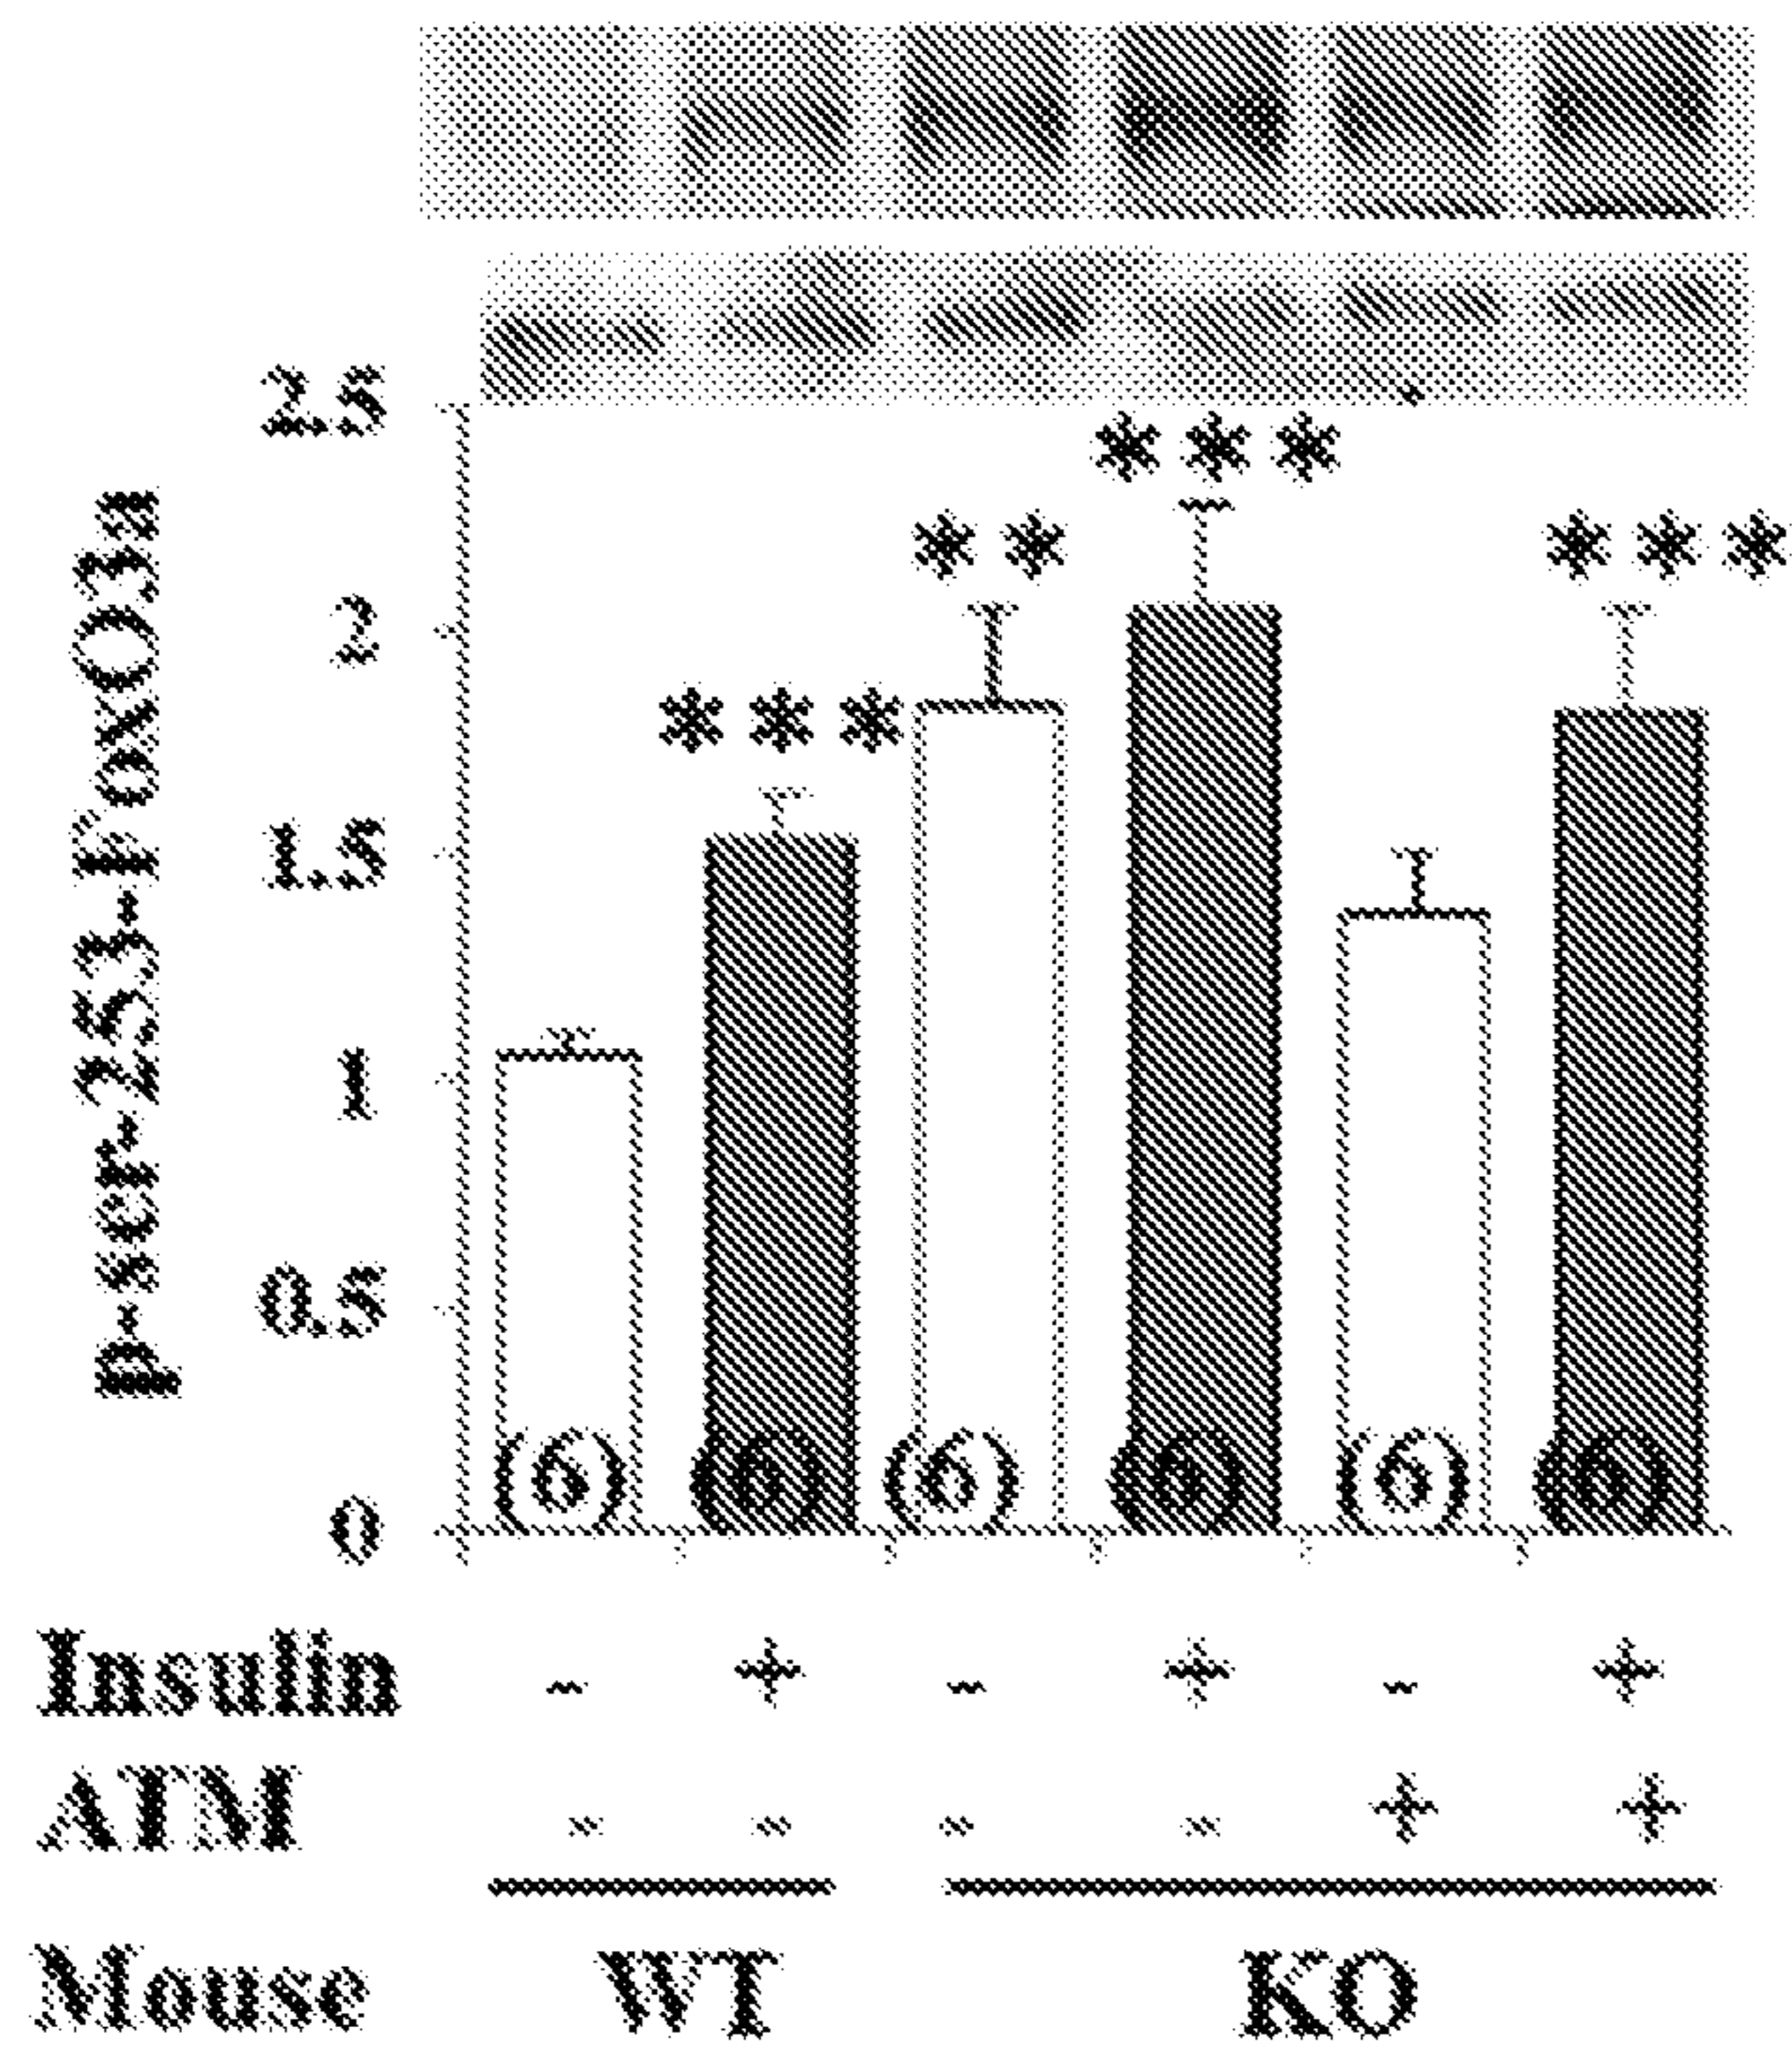 2.5
* * *
* *
* * *
2
* * *
1.5
1
0.5
0
p-ser-253-FoxO3a
(6) (6) (6) (6) (6) (6)
Insulin - + - + - +
ATM - - - - + +
Mouse WT KO